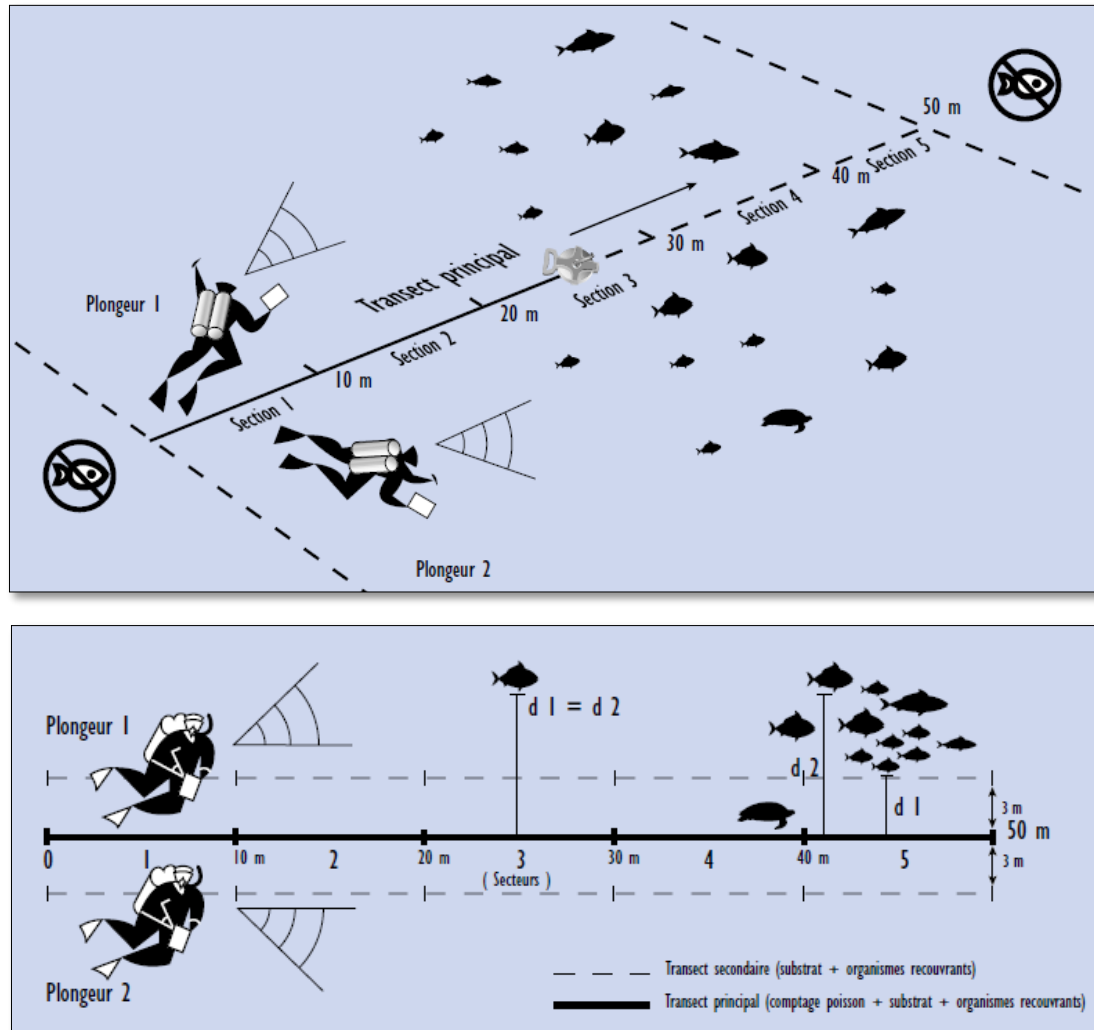 50 m
Section 5
40 m
Section 4
30 m
Section 3
Transect principal
20 m
Plongeur 1
Section 2
10 m
Section 1
Plongeur 2
Plongeur 1
d 1 = d 2
d 2
d 1
3 m
50 m
3 m
0 1 10 m 2 20 m 3 30 m 4 40 m 5
( Secteurs )
Plongeur 2
Transect secondaire (substrat + organismes recouvrants)
Transect principal (comptage poisson + substrat + organismes recouvrants)